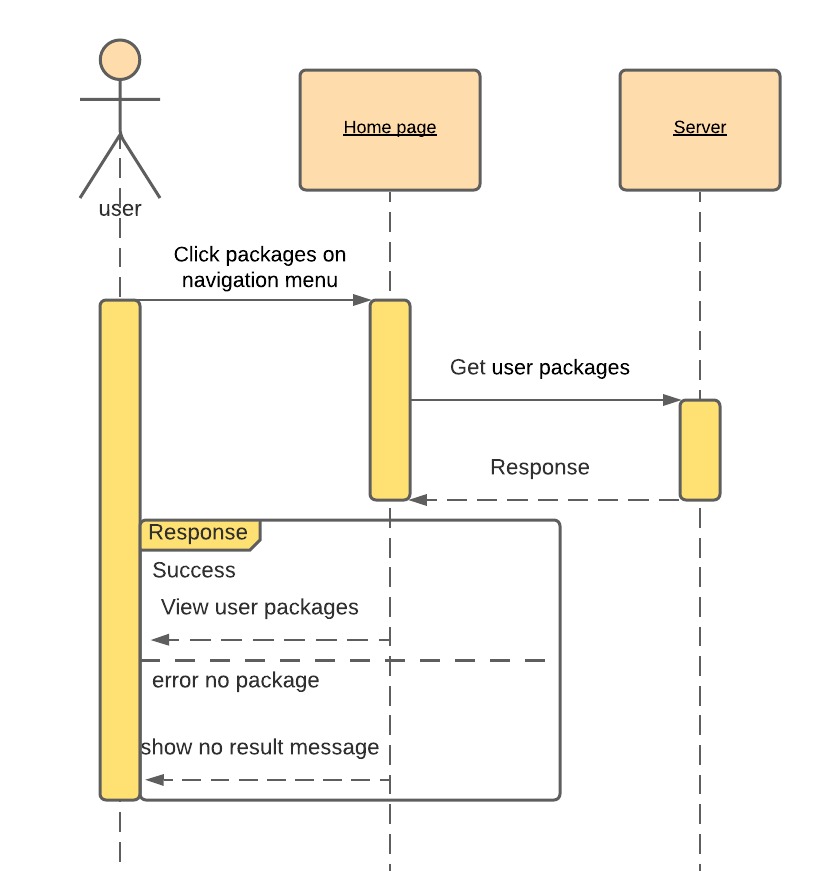 Home page
Server
user
Click packages on
navigation menu
Get user packages
Response
Response
Success
View user packages
error no package
show no result message